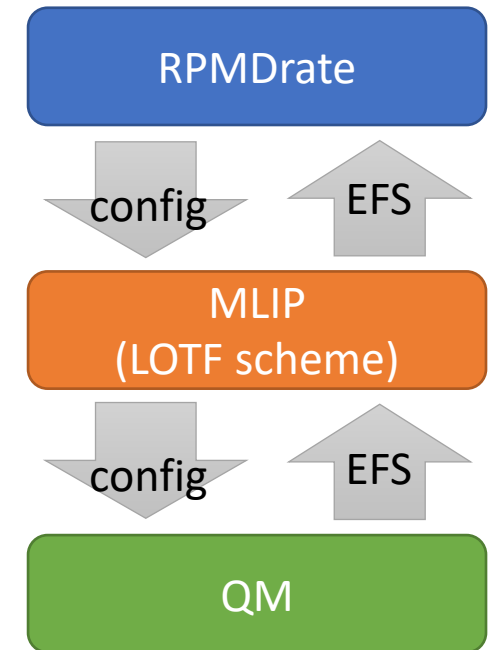 RPMDrate
config
EFS
MLIP
(LOTF scheme)
config
EFS
QM